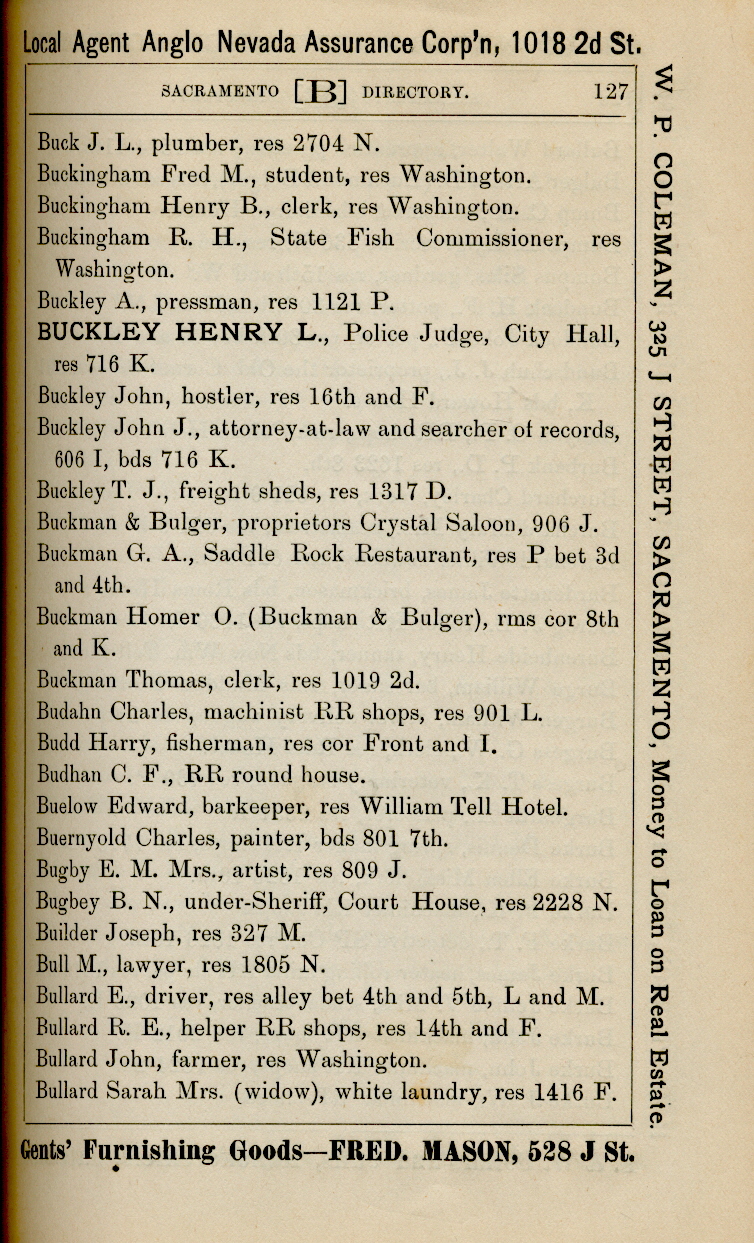 Local Agent Anglo Nevada Assurance Corp'n, 1018 2d St.
SACRAMENTO [B] DIRECTORY. 127
Buck J. L., plumber, res 2704 N.
Buckingham Fred M., student, res Washington.
Buckingham Henry B., clerk, res Washington.
Buckingham R. H., State Fish Commissioner, res
Washington.
Buckley A., pressman, res 1121 P.
BUCKLEY HENRY L., Police Judge, City Hall,
res 716 K.
Buckley John, hostler, res 16th and F.
Buckley John J., attorney-at-law and searcher of records,
606 I, bds 716 K.
Buckley T. J., freight sheds, res 1317 D.
Buckman & Bulger, proprietors Crystal Saloon, 906 J.
Buckman G. A., Saddle Rock Restaurant, res P bet 3d
and 4th.
Buckman Homer O. (Buckman & Bulger), rms cor 8th
and K.
Buckman Thomas, clerk, res 1019 2d.
Budahn Charles, machinist RR shops, res 901 L.
Budd Harry, fisherman, res cor Front and I.
Budhan C. F., RR round house.
Buelow Edward, barkeeper, res William Tell Hotel.
Buernyold Charles, painter, bds 801 7th.
Bugby E. M. Mrs., artist, res 809 J.
Bugbey B. N., under-Sheriff, Court House, res 2228 N.
Builder Joseph, res 327 M.
Bull M., lawyer, res 1805 N.
Bullard E., driver, res alley bet 4th and 5th, L and M.
Bullard R. E., helper RR shops, res 14th and F.
Bullard John, farmer, res Washington.
Bullard Sarah Mrs. (widow), white laundry, res 1416 F.
Gents' Furnishing Goods—FRED. MASON, 528 J St.
W. P. COLEMAN, 325 J STREET, SACRAMENTO, Money to Loan on Real Estate.